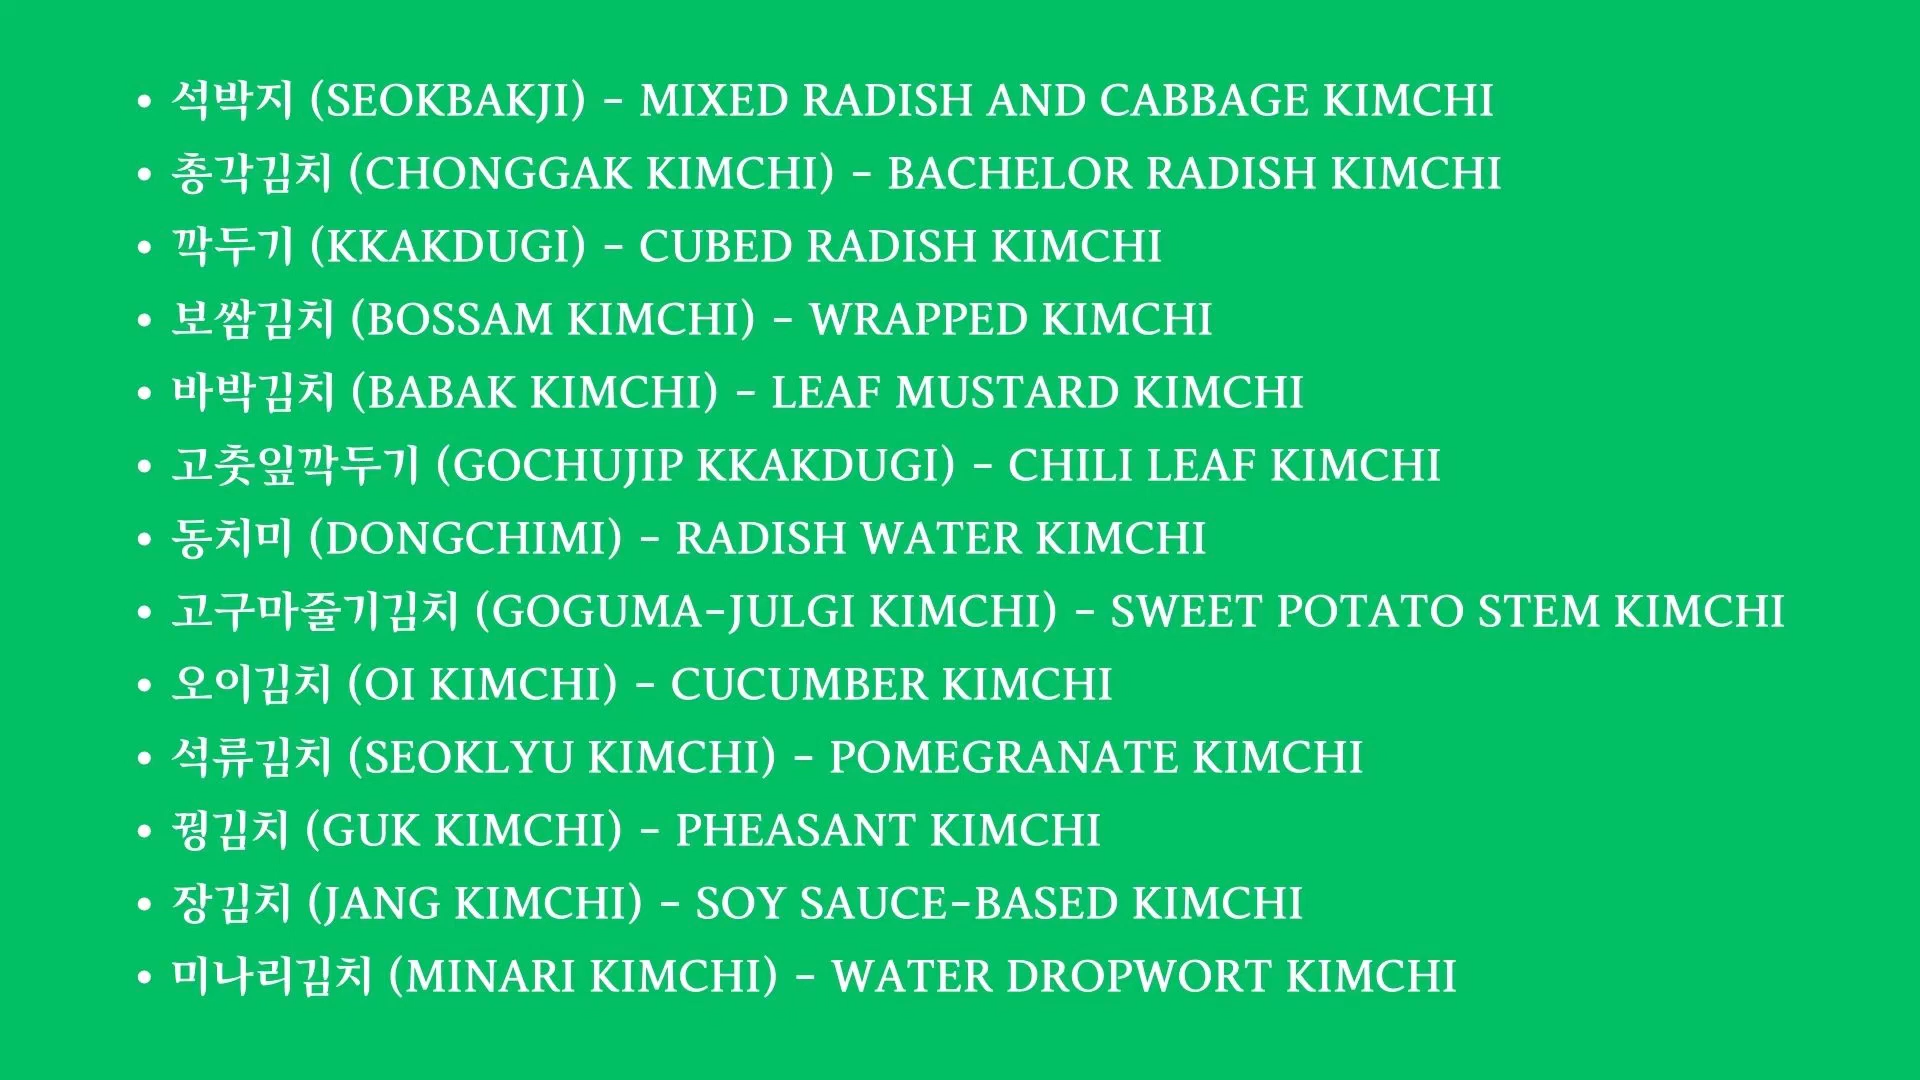 • 석박지 (SEOKBAKJI) - MIXED RADISH AND CABBAGE KIMCHI
• 총각김치 (CHONGGAK KIMCHI) - BACHELOR RADISH KIMCHI
• 깍두기 (KKAKDUGI) - CUBED RADISH KIMCHI
• 보쌈김치 (BOSSAM KIMCHI) - WRAPPED KIMCHI
• 바박김치 (BABAK KIMCHI) - LEAF MUSTARD KIMCHI
• 고춧잎깍두기 (GOCHUJIP KKAKDUGI) - CHILI LEAF KIMCHI
• 동치미 (DONGCHIMI) - RADISH WATER KIMCHI
• 고구마줄기김치 (GOGUMA-JULGI KIMCHI) - SWEET POTATO STEM KIMCHI
• 오이김치 (OI KIMCHI) - CUCUMBER KIMCHI
• 석류김치 (SEOKLYU KIMCHI) - POMEGRANATE KIMCHI
• 꿩김치 (GUK KIMCHI) - PHEASANT KIMCHI
• 장김치 (JANG KIMCHI) - SOY SAUCE-BASED KIMCHI
• 미나리김치 (MINARI KIMCHI) - WATER DROPWORT KIMCHI